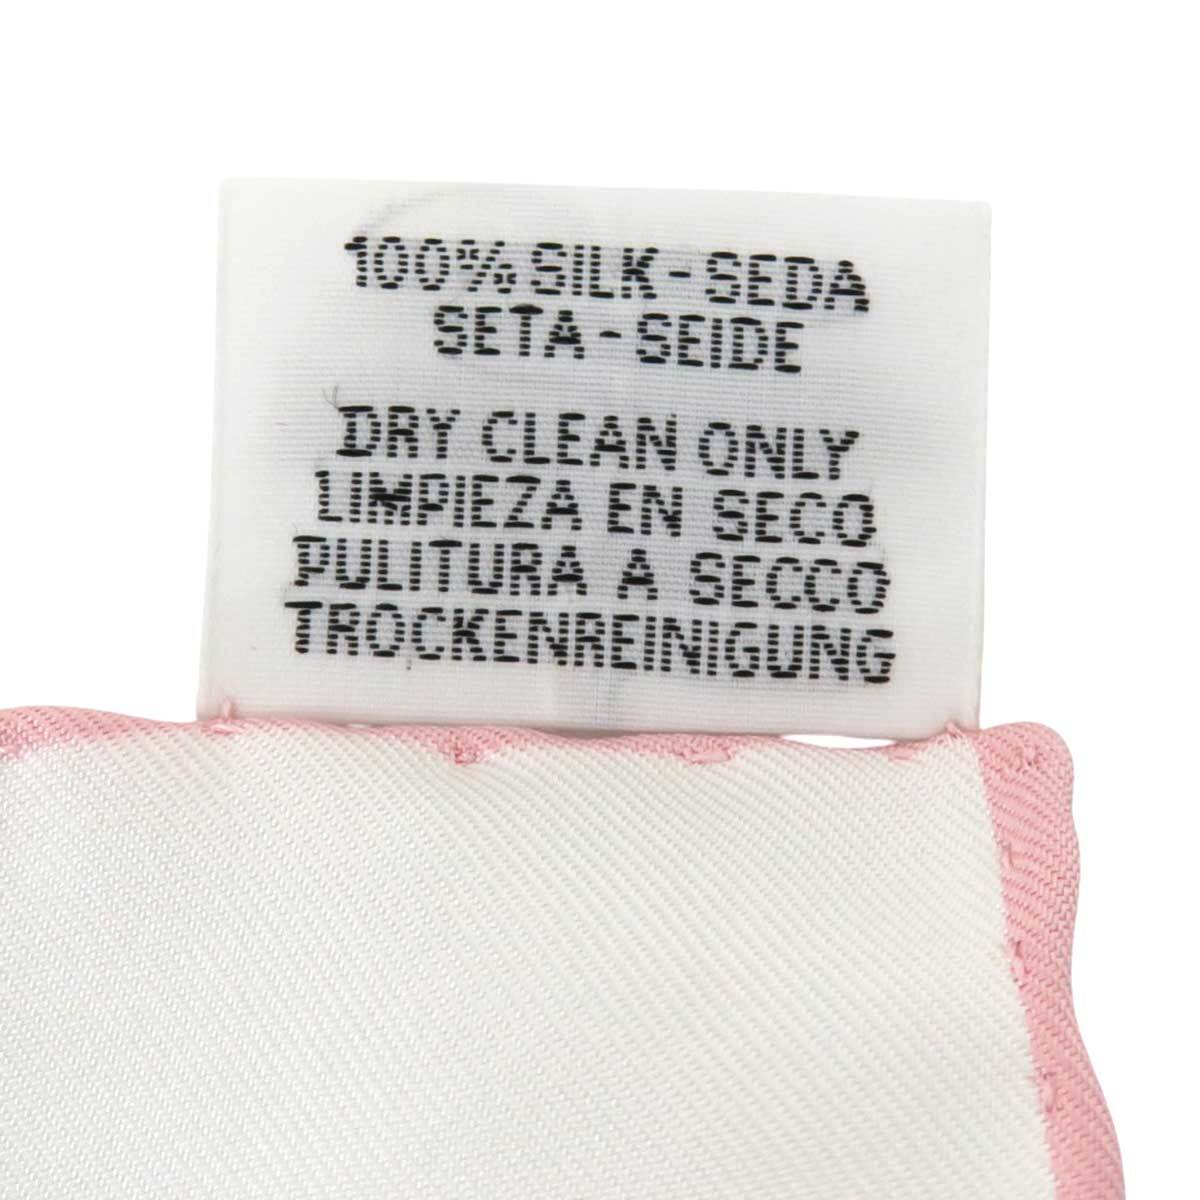 100% SILK - SEDA
SETA - SEIDE
DRY CLEAN ONLY
LIMPIEZA EN SECO
PULITURA A SECCO
TROCKENREINIGUNG